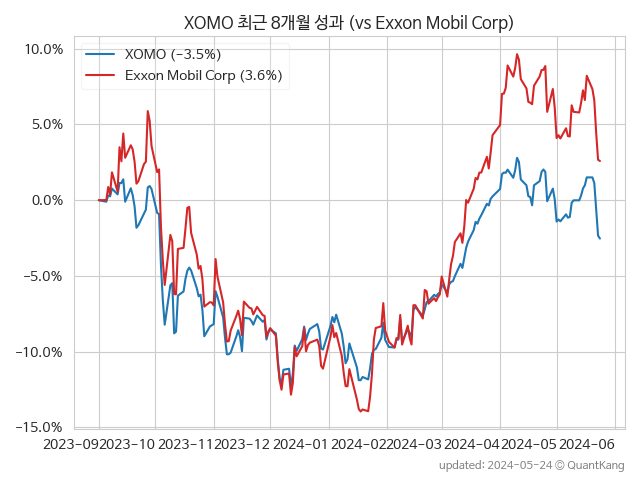 XOMO 최근 8개월 성과 (vs Exxon Mobil Corp)
XOMO (−3.5%)
Exxon Mobil Corp (3.6%)
10.0%
5.0%
0.0%
−5.0%
−10.0%
−15.0%
2023-09 2023-10 2023-11 2023-12 2024-01 2024-02 2024-03 2024-04 2024-05 2024-06
updated: 2024-05-24 © QuantKang